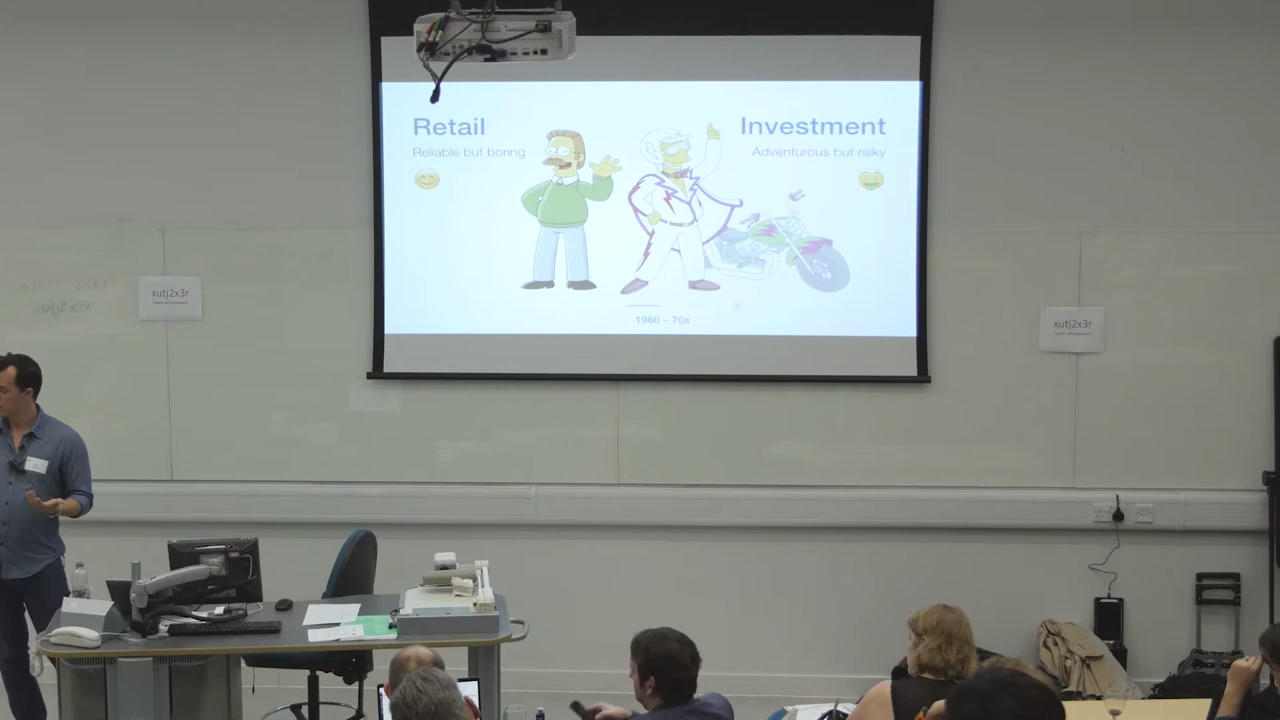 Retail
Reliable but boring
Investment
Adventurous but risky
1960 – 70s
xutj2x3r
xutj2x3r